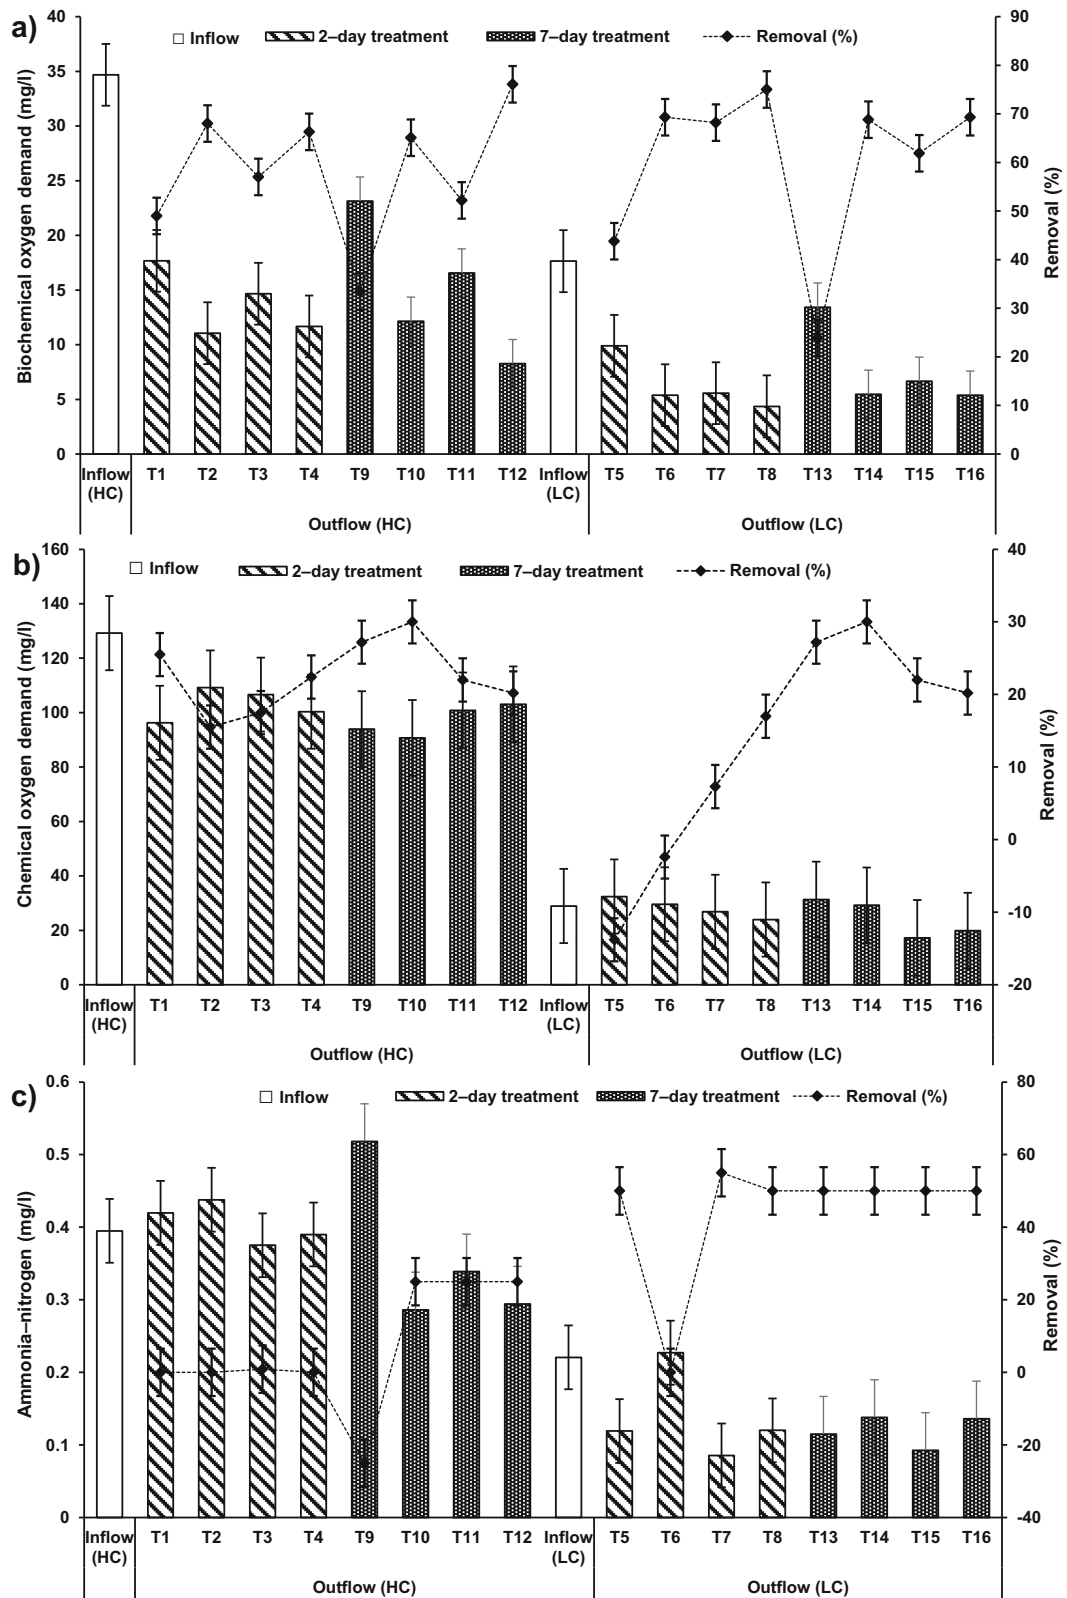 a)
Biochemical oxygen demand (mg/l)
40
35
30
25
20
15
10
5
0
Inflow
2–day treatment
7–day treatment
Removal (%)
90
80
70
60
50
40
30
20
10
0
Removal (%)
Inflow (HC)
T1 T2 T3 T4 T9 T10 T11 T12
Inflow (LC)
T5 T6 T7 T8 T13 T14 T15 T16
Outflow (HC)
Outflow (LC)
b)
Chemical oxygen demand (mg/l)
160
140
120
100
80
60
40
20
0
Inflow
2–day treatment
7–day treatment
Removal (%)
40
30
20
10
0
-10
-20
Removal (%)
Inflow (HC)
T1 T2 T3 T4 T9 T10 T11 T12
Inflow (LC)
T5 T6 T7 T8 T13 T14 T15 T16
Outflow (HC)
Outflow (LC)
c)
Ammonia–nitrogen (mg/l)
0.6
0.5
0.4
0.3
0.2
0.1
0
Inflow
2–day treatment
7–day treatment
Removal (%)
80
60
40
20
0
-20
-40
Removal (%)
Inflow (HC)
T1 T2 T3 T4 T9 T10 T11 T12
Inflow (LC)
T5 T6 T7 T8 T13 T14 T15 T16
Outflow (HC)
Outflow (LC)